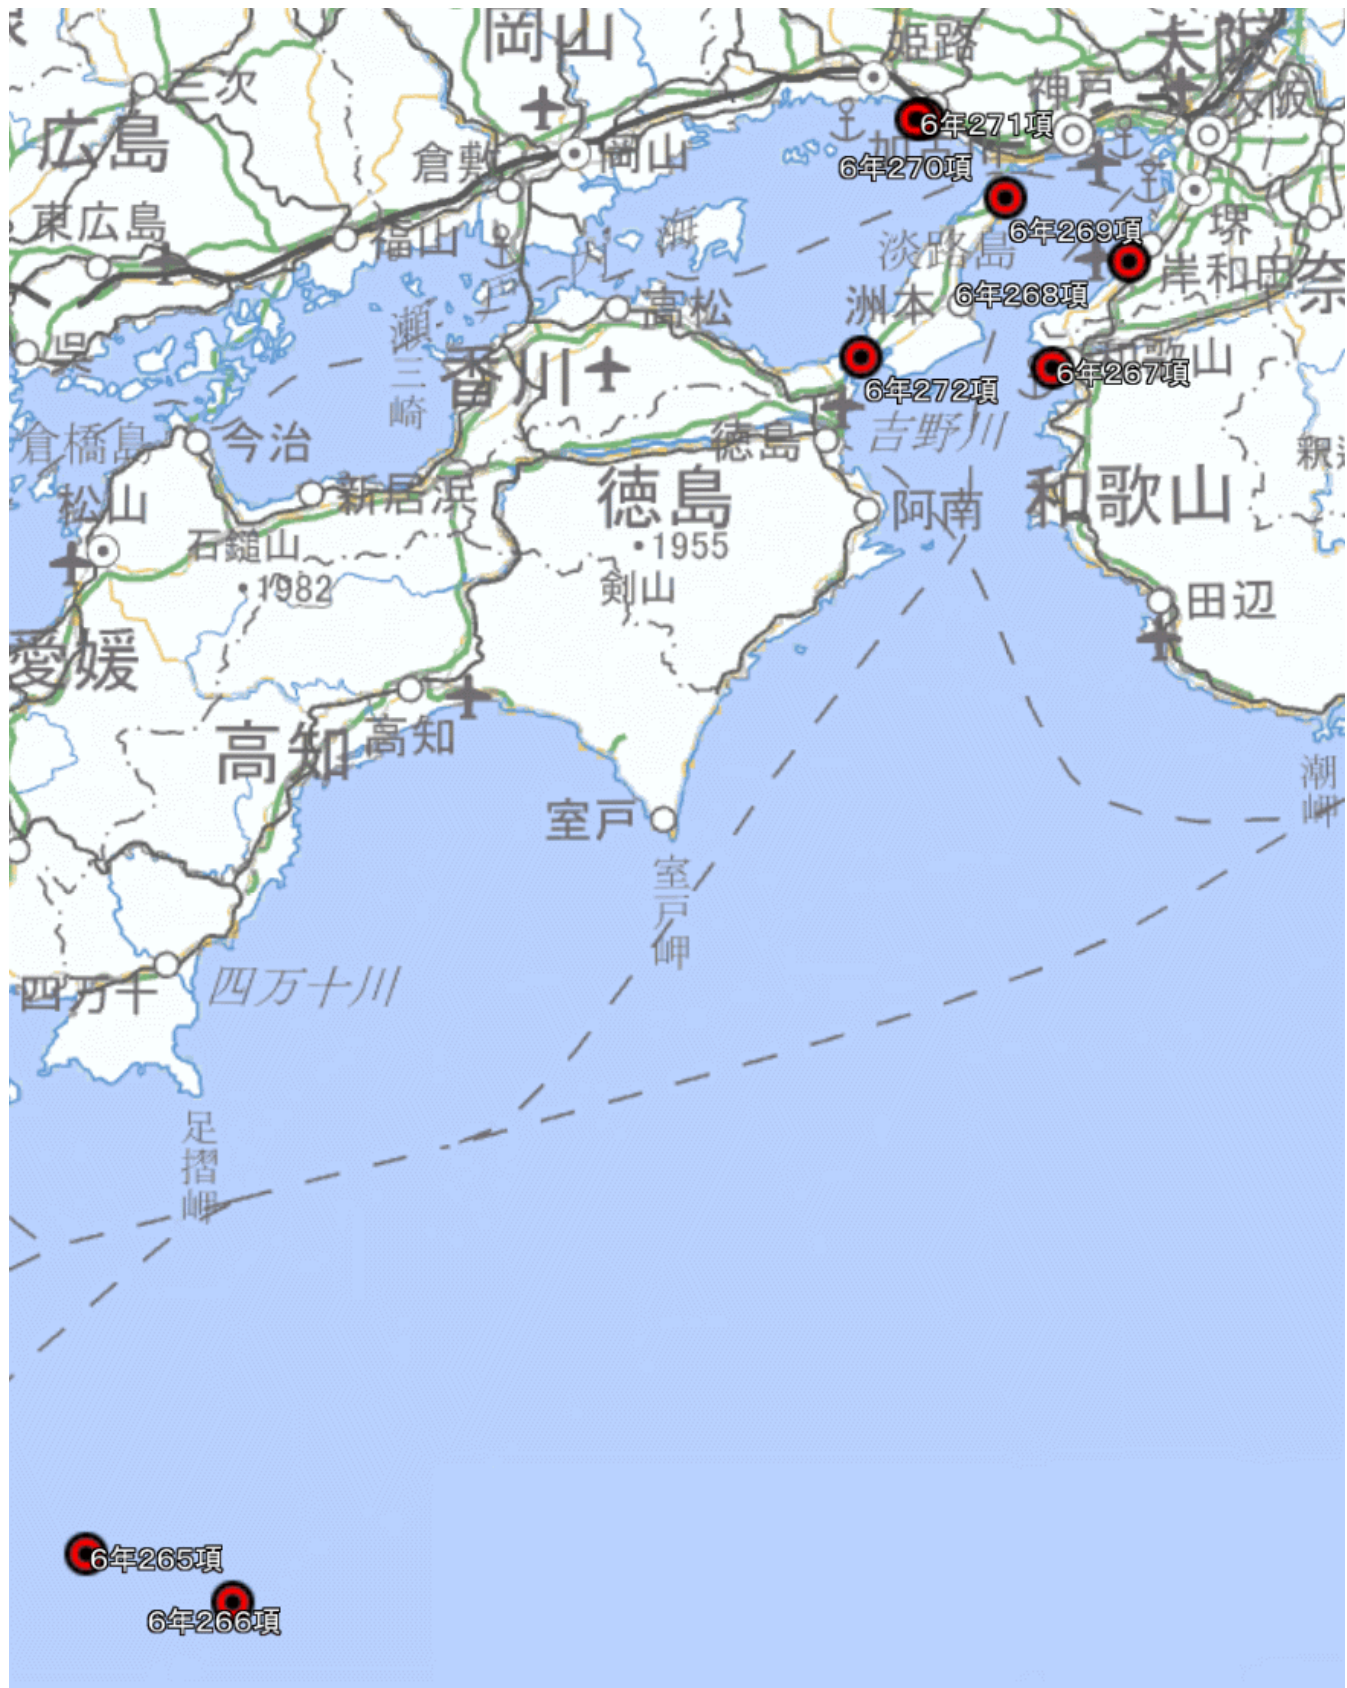 岡山
姫路
大阪
三次
神戸
大阪
広島
6年271項
倉敷
岡山
6年270項
東広島
福山
海
内
戸
瀬
淡路島
6年269項
堺
岸和田
奈
6年268項
洲本
高松
呉
三崎
香川
和歌山
6年267項
6年272項
吉野川
倉橋島
今治
徳島
松山
新居浜
徳島
阿南
和歌山
石鎚山
・1955
・1982
剣山
田辺
愛媛
高知
高知
潮岬
室戸
室戸岬
四万十
四万十川
足摺岬
6年265項
6年266項